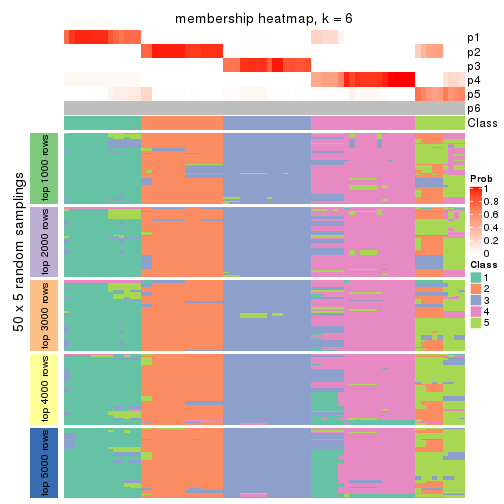 membership heatmap, k = 6
p1
p2
p3
p4
p5
p6
Class
50 x 5 random samplings
top 1000 rows
top 2000 rows
top 3000 rows
top 4000 rows
top 5000 rows
Prob
1
0.8
0.6
0.4
0.2
0
Class
1
2
3
4
5